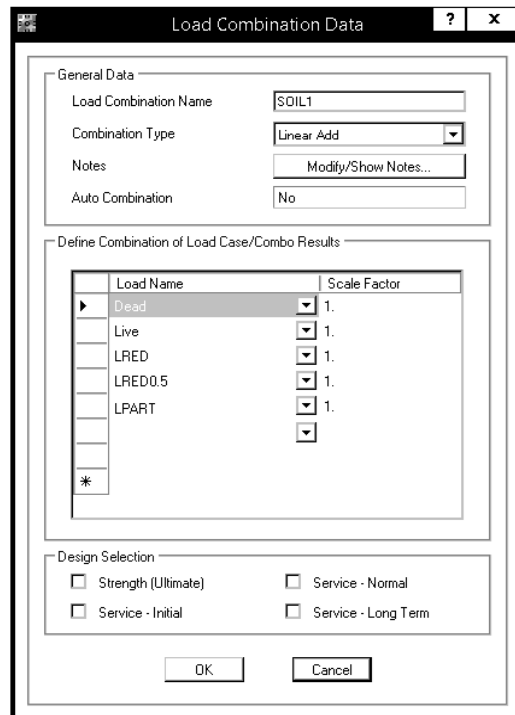 Load Combination Data ? x
General Data
Load Combination Name SOIL1
Combination Type Linear Add
Notes Modify/Show Notes...
Auto Combination No
Define Combination of Load Case/Combo Results
Load Name Scale Factor
Dead 1.
Live 1.
LRED 1.
LRED0.5 1.
LPART 1.
*
Design Selection
Strength (Ultimate) Service - Normal
Service - Initial Service - Long Term
OK Cancel